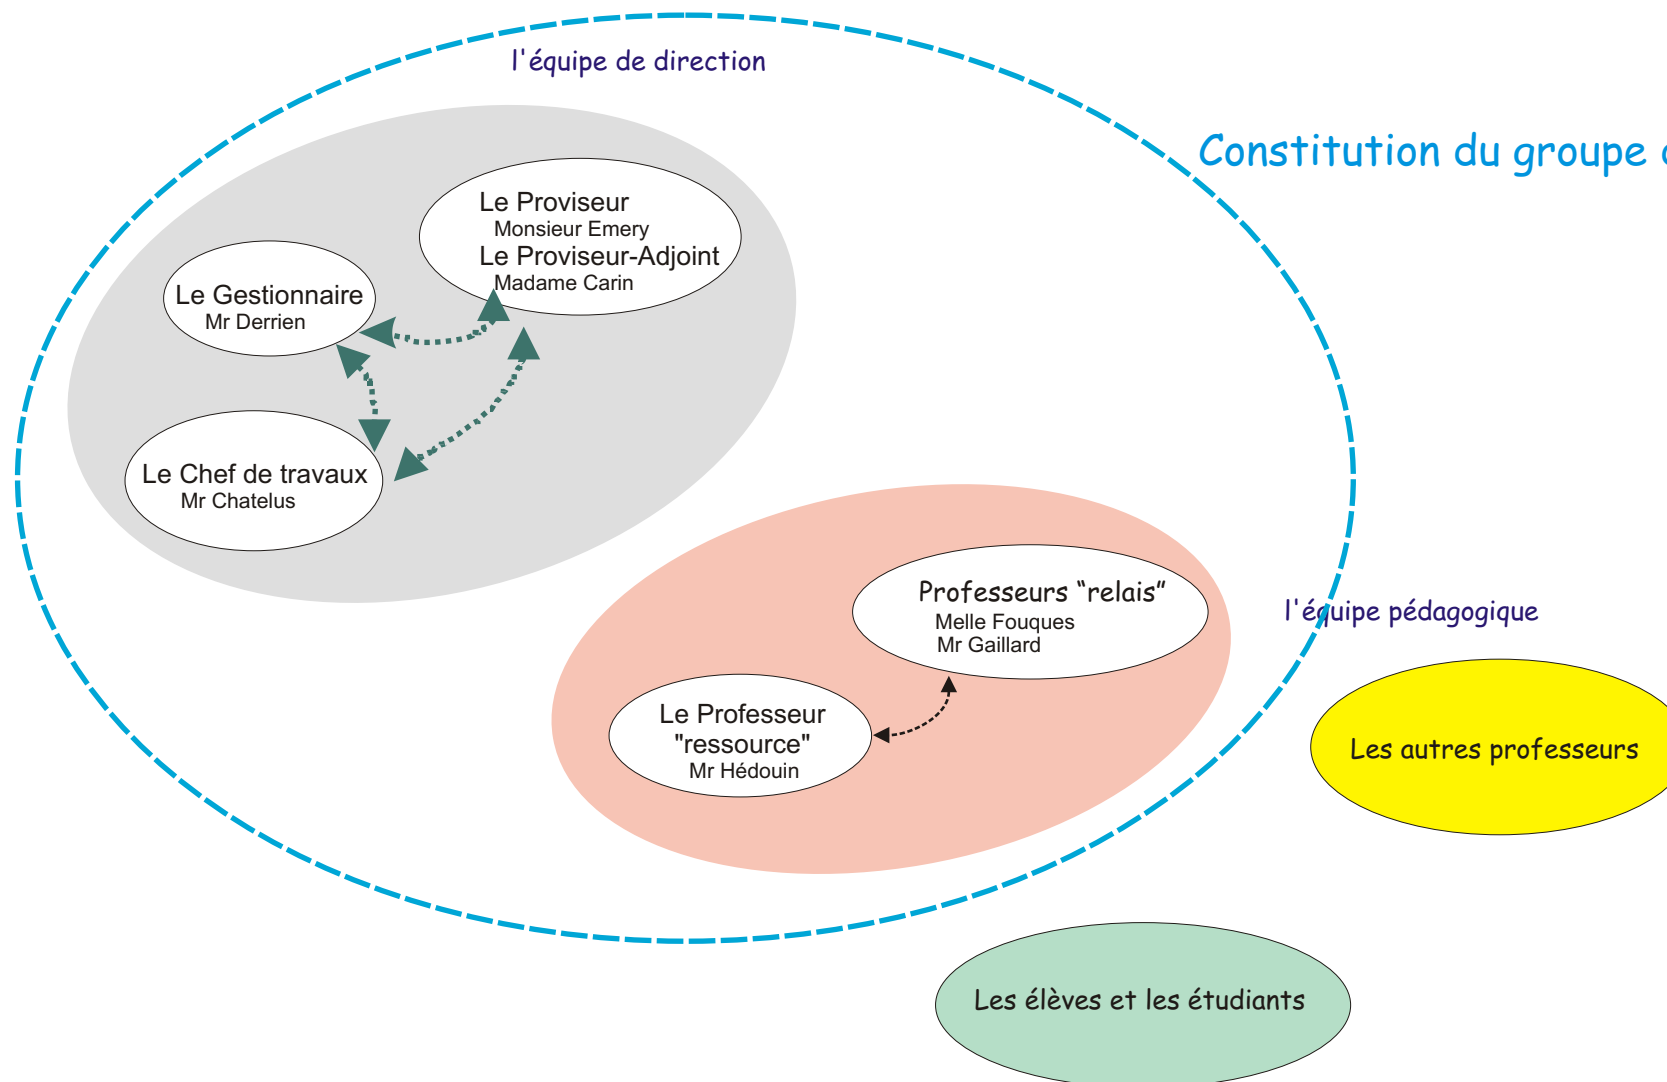 l'équipe de direction
Constitution du groupe
Le Proviseur
Monsieur Emery
Le Proviseur-Adjoint
Madame Carin
Le Gestionnaire
Mr Derrien
Le Chef de travaux
Mr Chatelus
Professeurs “relais”
Melle Fouques
Mr Gaillard
l'équipe pédagogique
Le Professeur
"ressource"
Mr Hédouin
Les autres professeurs
Les élèves et les étudiants